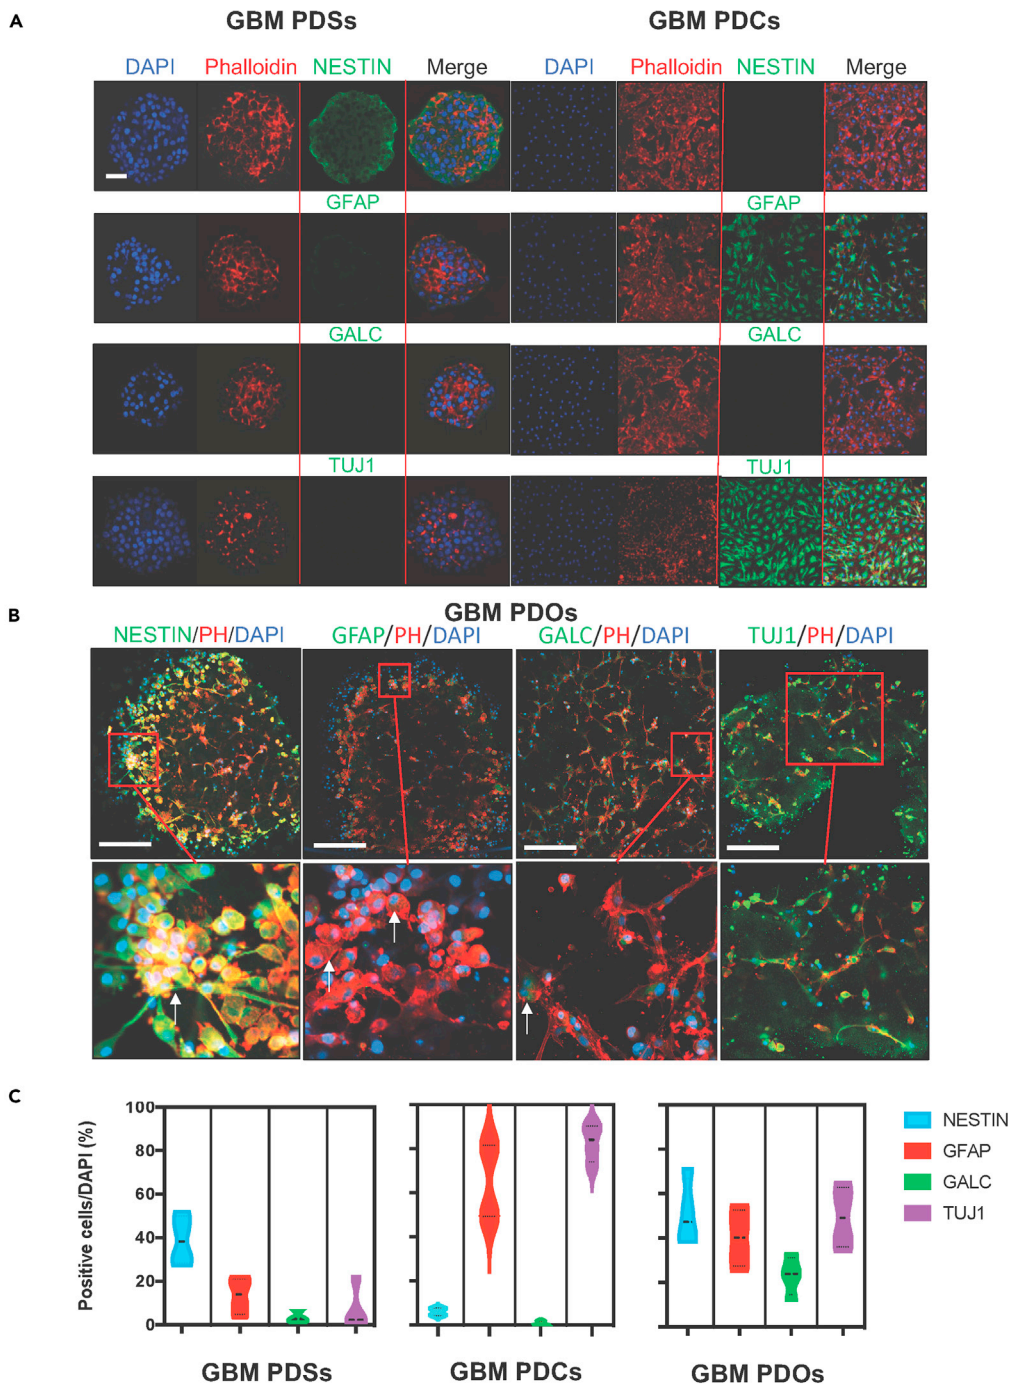 A
GBM PDSs GBM PDCs
DAPI Phalloidin NESTIN Merge DAPI Phalloidin NESTIN Merge
GFAP GFAP
GALC GALC
TUJ1 TUJ1
B
GBM PDOs
NESTIN/PH/DAPI GFAP/PH/DAPI GALC/PH/DAPI TUJ1/PH/DAPI
C
Positive cells/DAPI (%)
100
80
60
40
20
0
NESTIN
GFAP
GALC
TUJ1
GBM PDSs GBM PDCs GBM PDOs